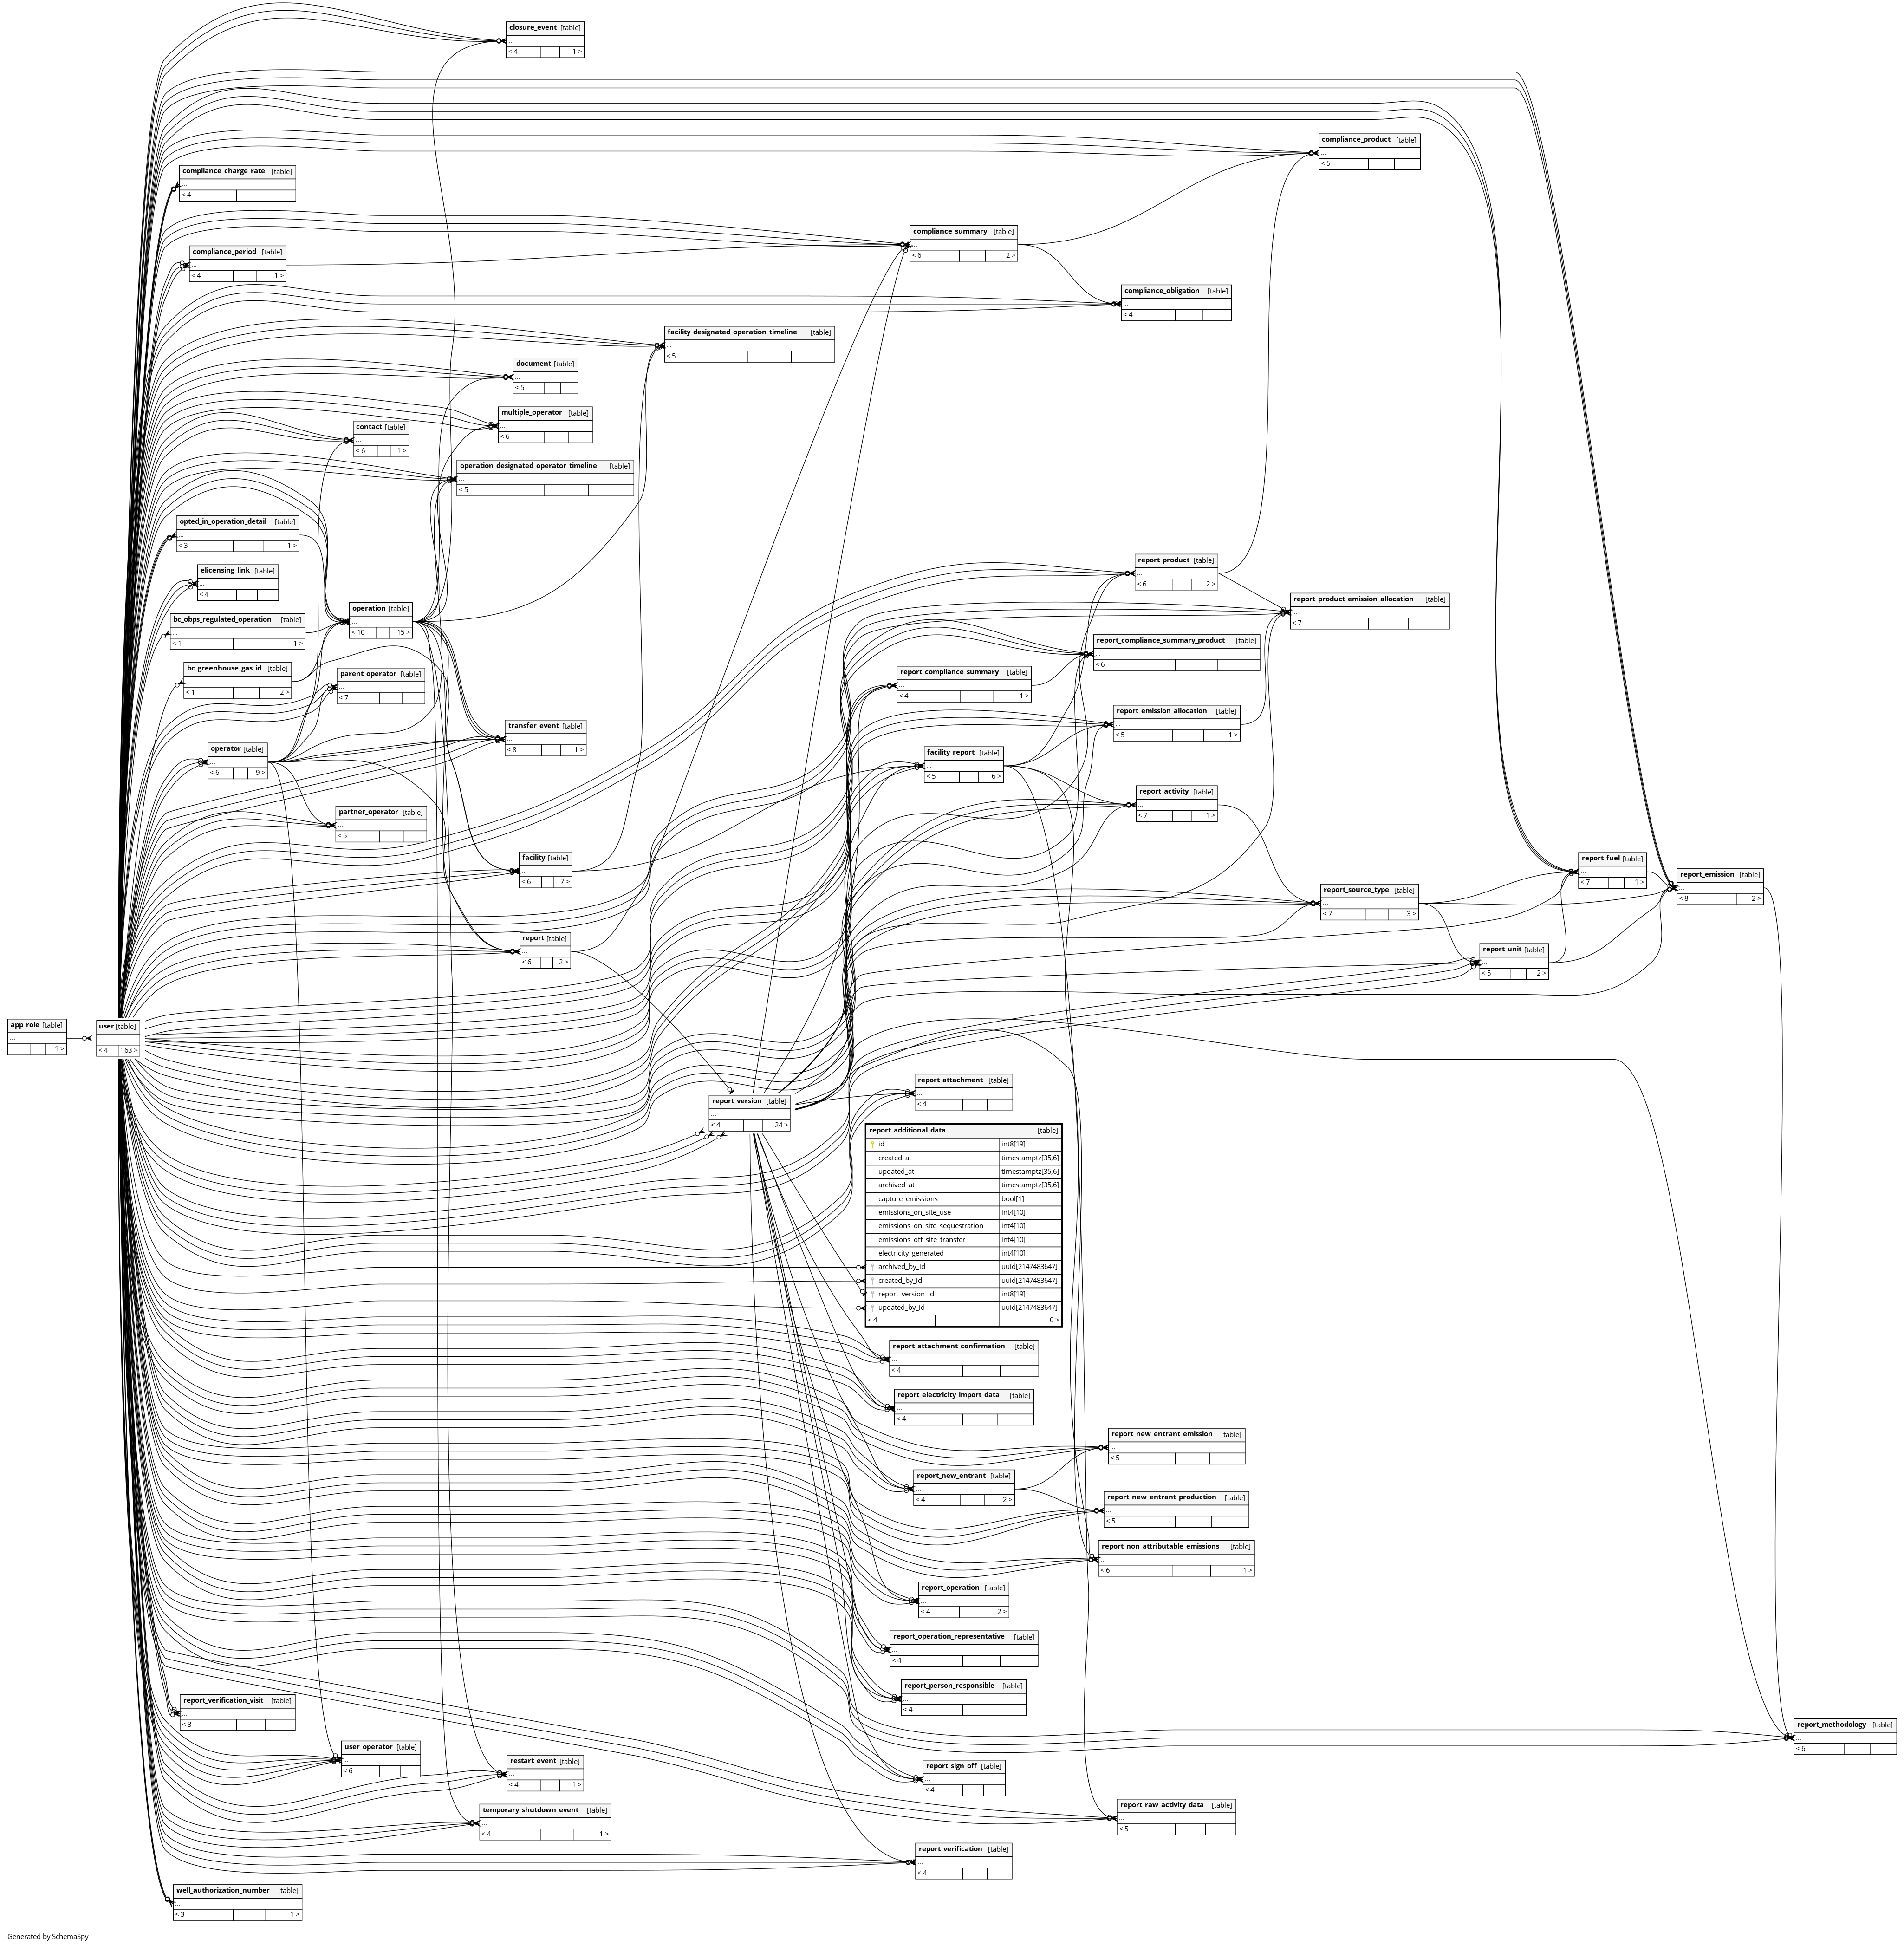 closure_event [table]
...
< 4 1 >
compliance_product [table]
...
< 5
compliance_charge_rate [table]
...
< 4
compliance_summary [table]
...
< 6 2 >
compliance_period [table]
...
< 4 1 >
compliance_obligation [table]
...
< 4
facility_designated_operation_timeline [table]
...
< 5
document [table]
...
< 5
multiple_operator [table]
...
< 6
contact [table]
...
< 6 1 >
operation_designated_operator_timeline [table]
...
< 5
opted_in_operation_detail [table]
...
< 3 1 >
report_product [table]
...
< 6 2 >
elicensing_link [table]
...
< 4
report_product_emission_allocation [table]
...
< 7
operation [table]
...
< 10 15 >
bc_obps_regulated_operation [table]
...
< 1 1 >
report_compliance_summary_product [table]
...
< 6
bc_greenhouse_gas_id [table]
...
< 1 2 >
parent_operator [table]
...
< 7
report_compliance_summary [table]
...
< 4 1 >
report_emission_allocation [table]
...
< 5 1 >
transfer_event [table]
...
< 8 1 >
operator [table]
...
< 6 9 >
facility_report [table]
...
< 5 6 >
report_activity [table]
...
< 7 1 >
partner_operator [table]
...
< 5
facility [table]
...
< 6 7 >
report_fuel [table]
...
< 7 1 >
report_emission [table]
...
< 8 2 >
report_source_type [table]
...
< 7 3 >
report [table]
...
< 6 2 >
report_unit [table]
...
< 5 2 >
app_role [table]
...
1 >
user [table]
...
< 4 163 >
report_attachment [table]
...
< 4
report_version [table]
...
< 4 24 >
report_additional_data [table]
id int8[19]
created_at timestamptz[35,6]
updated_at timestamptz[35,6]
archived_at timestamptz[35,6]
capture_emissions bool[1]
emissions_on_site_use int4[10]
emissions_on_site_sequestration int4[10]
emissions_off_site_transfer int4[10]
electricity_generated int4[10]
archived_by_id uuid[2147483647]
created_by_id uuid[2147483647]
report_version_id int8[19]
updated_by_id uuid[2147483647]
< 4 0 >
report_attachment_confirmation [table]
...
< 4
report_electricity_import_data [table]
...
< 4
report_new_entrant_emission [table]
...
< 5
report_new_entrant [table]
...
< 4 2 >
report_new_entrant_production [table]
...
< 5
report_non_attributable_emissions [table]
...
< 6 1 >
report_operation [table]
...
< 4 2 >
report_operation_representative [table]
...
< 4
report_person_responsible [table]
...
< 4
report_verification_visit [table]
...
< 3
report_methodology [table]
...
< 6
user_operator [table]
...
< 6
restart_event [table]
...
< 4 1 >
report_sign_off [table]
...
< 4
report_raw_activity_data [table]
...
< 5
temporary_shutdown_event [table]
...
< 4 1 >
report_verification [table]
...
< 4
well_authorization_number [table]
...
< 3 1 >
Generated by SchemaSpy